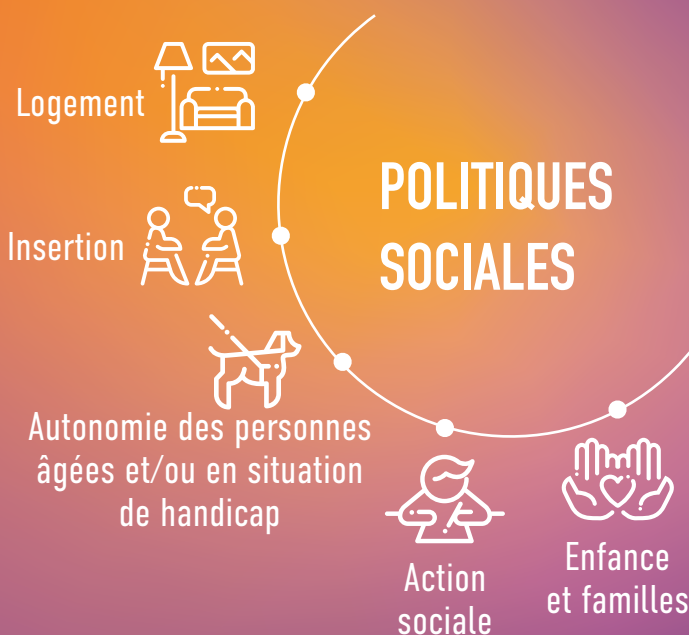 POLITIQUES
SOCIALES
Logement
Insertion
Autonomie des personnes
âgées et/ou en situation
de handicap
Action
sociale
Enfance
et familles